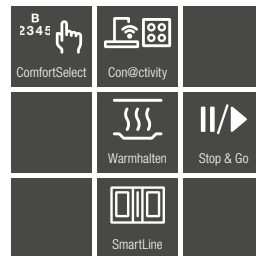 B
2345
ComfortSelect
Con@ctivity
Warmhalten
Stop & Go
SmartLine